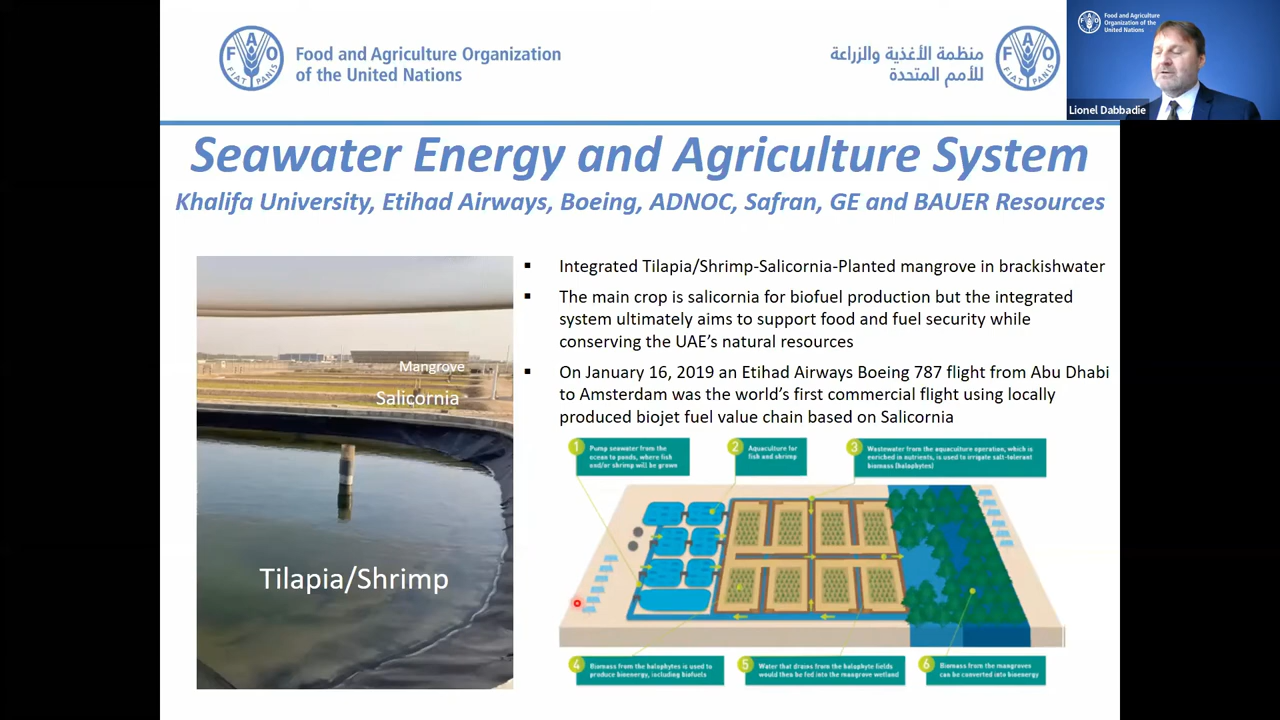 Food and Agriculture Organization
of the United Nations
منظمة الأغذية والزراعة
للأمم المتحدة
Food and Agriculture
Organization of the
United Nations
Lionel Dabbadie
Seawater Energy and Agriculture System
Khalifa University, Etihad Airways, Boeing, ADNOC, Safran, GE and BAUER Resources
Mangrove
Salicornia
Tilapia/Shrimp
Integrated Tilapia/Shrimp-Salicornia-Planted mangrove in brackishwater
The main crop is salicornia for biofuel production but the integrated
system ultimately aims to support food and fuel security while
conserving the UAE's natural resources
On January 16, 2019 an Etihad Airways Boeing 787 flight from Abu Dhabi
to Amsterdam was the world's first commercial flight using locally
produced biojet fuel value chain based on Salicornia
1 Pump seawater from the
ocean to ponds, where fish
and/or shrimp will be grown
2 Aquaculture for
fish and shrimp
3 Wastewater from the aquaculture operation, which is
enriched in nutrients, is used to irrigate salt-tolerant
biomass (halophytes)
4 Biomass from the halophytes is used to
produce bioenergy, including biofuels
5 Water that drains from the halophyte fields
would then be fed into the mangrove wetland
6 Biomass from the mangroves
can be converted into bioenergy